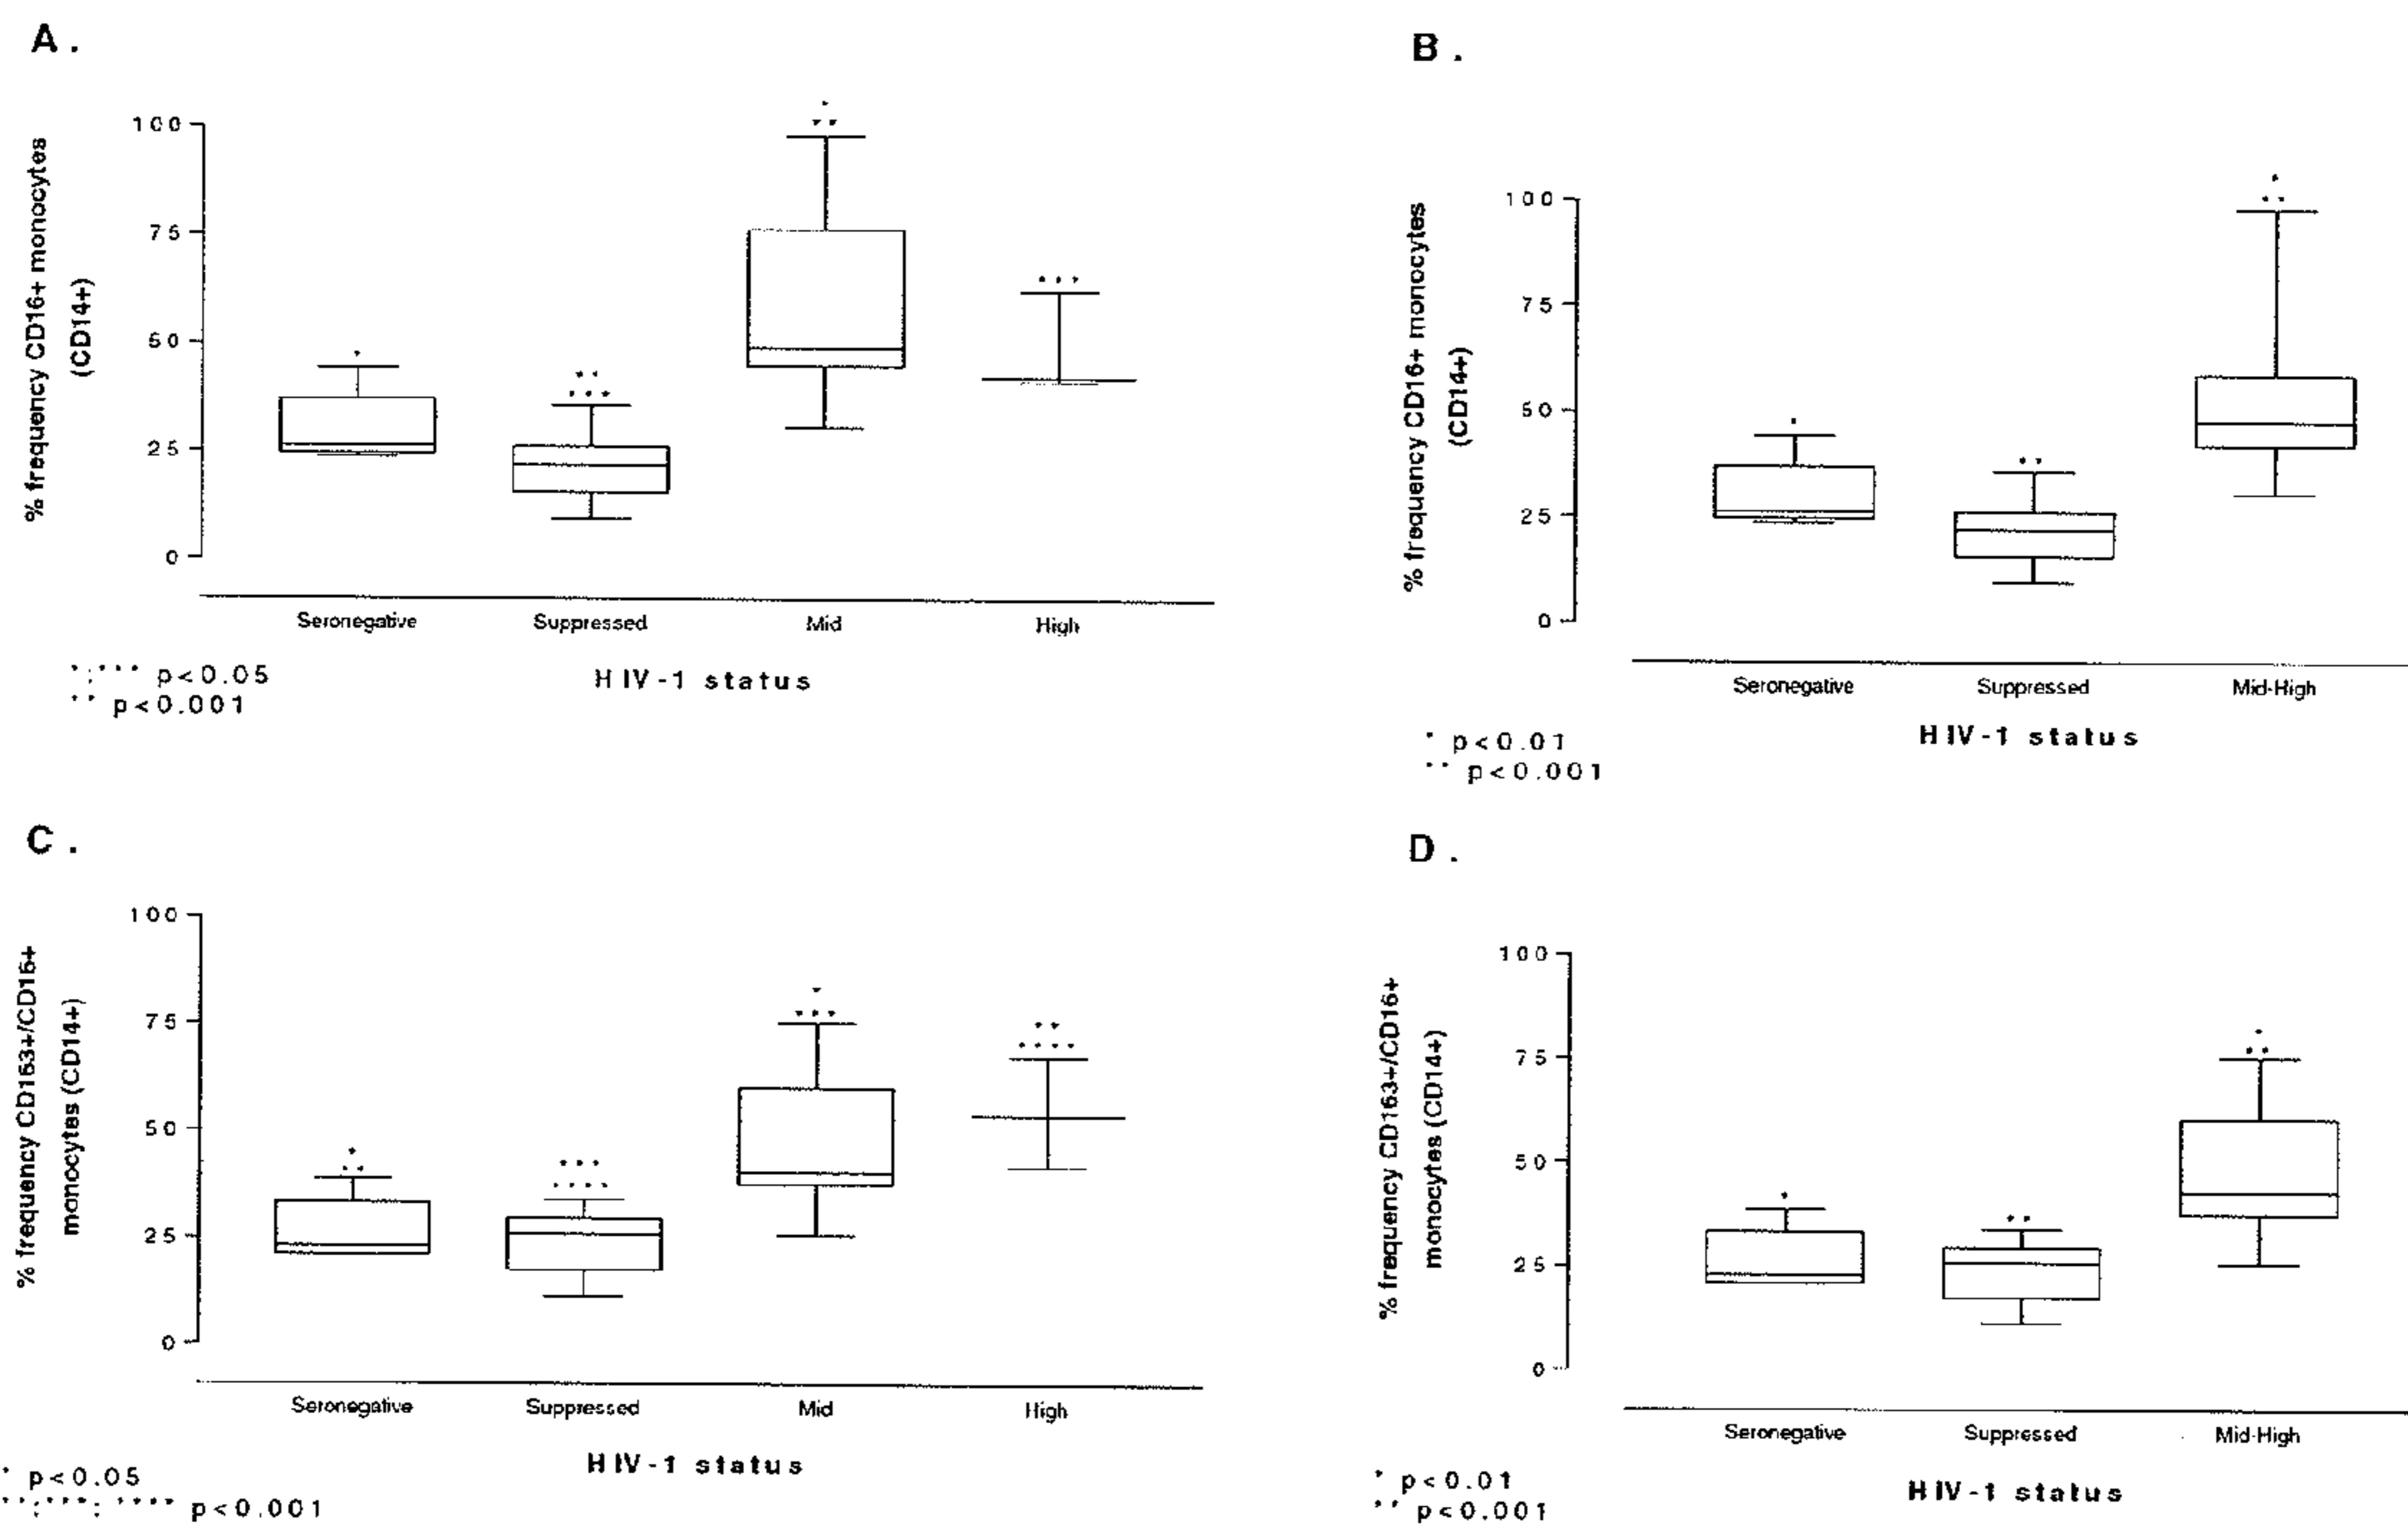 A.
% frequency CD16+ monocytes
(CD14+)
100
75
50
25
0
*
**
***
*
**
***
Seronegative
Suppressed
Mid
High
HIV-1 status
*;*** p<0.05
** p<0.001
B.
% frequency CD16+ monocytes
(CD14+)
100
75
50
25
0
*
**
*
**
Seronegative
Suppressed
Mid-High
HIV-1 status
* p<0.01
** p<0.001
C.
% frequency CD163+/CD16+
monocytes (CD14+)
100
75
50
25
0
*
**
***
****
*
***
**
****
Seronegative
Suppressed
Mid
High
HIV-1 status
* p<0.05
**;***; **** p<0.001
D.
% frequency CD163+/CD16+
monocytes (CD14+)
100
75
50
25
0
*
**
*
**
Seronegative
Suppressed
Mid-High
HIV-1 status
* p<0.01
** p<0.001